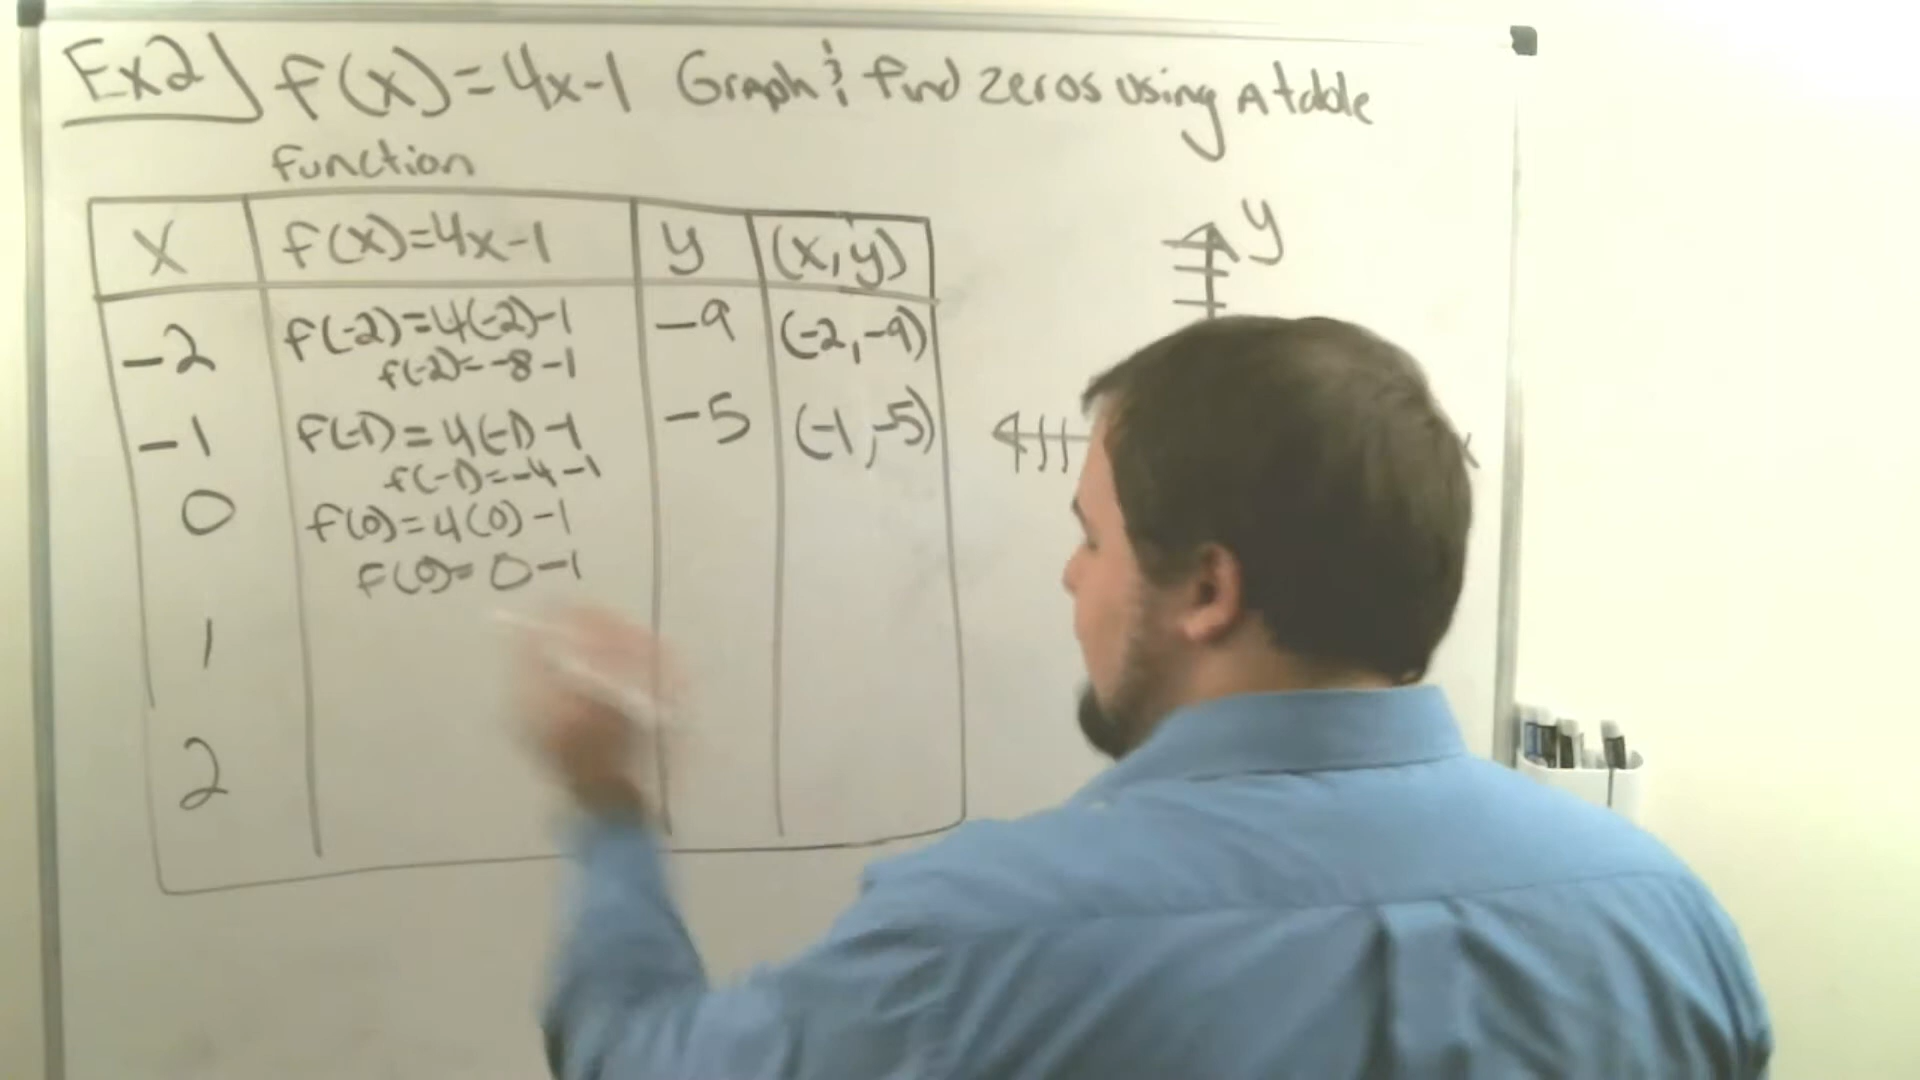 Ex2) f(x)=4x-1 Graph & find zeros using A table
function
x f(x)=4x-1 y (x,y)
-2 f(-2)=4(-2)-1 -9 (-2,-9)
f(-2)=-8-1
-1 f(-1)=4(-1)-1 -5 (-1,-5)
f(-1)=-4-1
0 f(0)=4(0)-1
f(0)=0-1
1
2
y
x